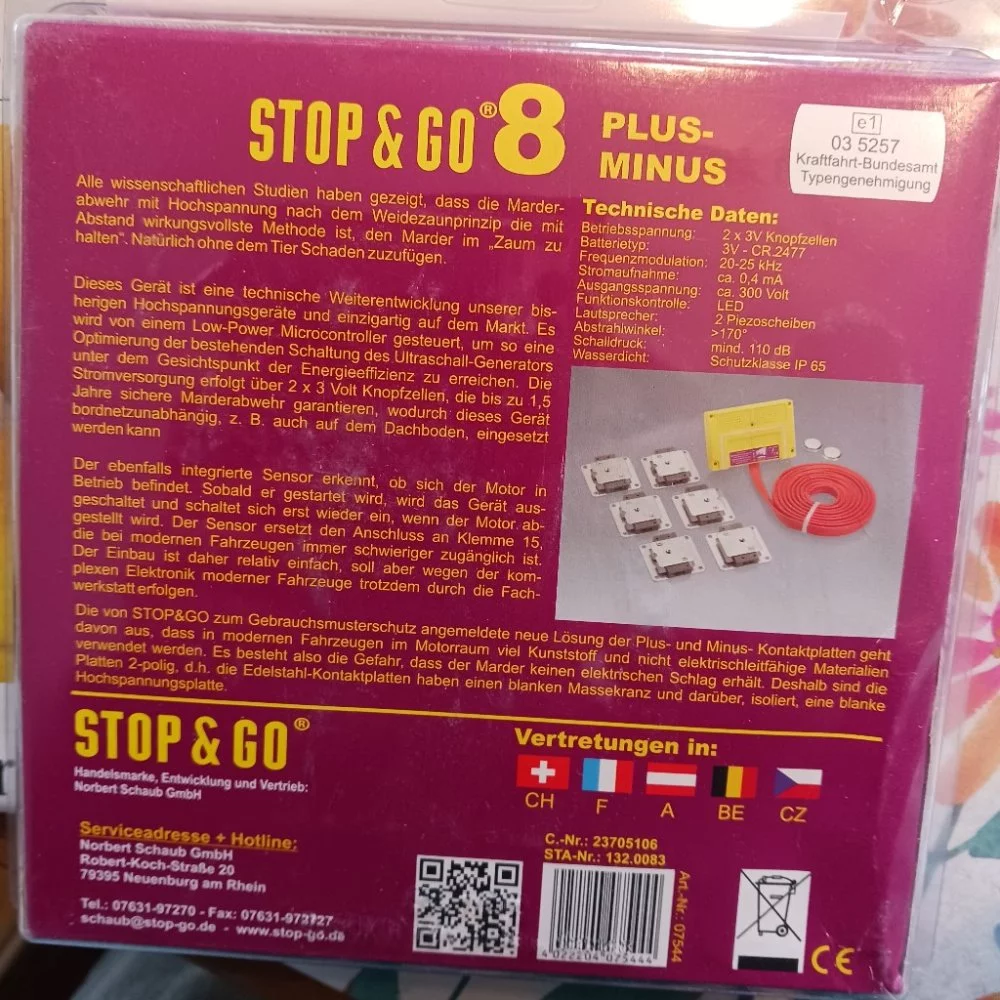 STOP & GO® 8 PLUS-
MINUS
e1
03 5257
Kraftfahrt-Bundesamt
Typengenehmigung
Alle wissenschaftlichen Studien haben gezeigt, dass die Marder-
abwehr mit Hochspannung nach dem Weidezaunprinzip die mit
Abstand wirkungsvollste Methode ist, den Marder im „Zaum zu
halten“. Natürlich ohne dem Tier Schaden zuzufügen.
Dieses Gerät ist eine technische Weiterentwicklung unserer bis-
herigen Hochspannungsgeräte und einzigartig auf dem Markt. Es
wird von einem Low-Power Microcontroller gesteuert, um so eine
Optimierung der bestehenden Schaltung des Ultraschall-Generators
unter dem Gesichtspunkt der Energieeffizienz zu erreichen. Die
Stromversorgung erfolgt über 2 x 3 Volt Knopfzellen, die bis zu 1,5
Jahre sichere Marderabwehr garantieren, wodurch dieses Gerät
bordnetzunabhängig, z. B. auch auf dem Dachboden, eingesetzt
werden kann
Der ebenfalls integrierte Sensor erkennt, ob sich der Motor in
Betrieb befindet. Sobald er gestartet wird, wird das Gerät aus-
geschaltet und schaltet sich erst wieder ein, wenn der Motor ab-
gestellt wird. Der Sensor ersetzt den Anschluss an Klemme 15,
die bei modernen Fahrzeugen immer schwieriger zugänglich ist.
Der Einbau ist daher relativ einfach, soll aber wegen der kom-
plexen Elektronik moderner Fahrzeuge trotzdem durch die Fach-
werkstatt erfolgen.
Technische Daten:
Betriebsspannung: 2 x 3V Knopfzellen
Batterietyp: 3V - CR.2477
Frequenzmodulation: 20-25 kHz
Stromaufnahme: ca. 0,4 mA
Ausgangsspannung: ca. 300 Volt
Funktionskontrolle: LED
Lautsprecher: 2 Piezoscheiben
Abstrahlwinkel: >170°
Schalldruck: mind. 110 dB
Wasserdicht: Schutzklasse IP 65
Die von STOP&GO zum Gebrauchsmusterschutz angemeldete neue Lösung der Plus- und Minus- Kontaktplatten geht
davon aus, dass in modernen Fahrzeugen im Motorraum viel Kunststoff und nicht elektrischleitfähige Materialien
verwendet werden. Es besteht also die Gefahr, dass der Marder keinen elektrischen Schlag erhält. Deshalb sind die
Platten 2-polig, d.h. die Edelstahl-Kontaktplatten haben einen blanken Massekranz und darüber, isoliert, eine blanke
Hochspannungsplatte.
STOP & GO®
Handelsmarke, Entwicklung und Vertrieb:
Norbert Schaub GmbH
Serviceadresse + Hotline:
Norbert Schaub GmbH
Robert-Koch-Straße 20
79395 Neuenburg am Rhein
Tel.: 07631-97270 - Fax: 07631-972727
schaub@stop-go.de - www.stop-go.de
Vertretungen in:
CH F A BE CZ
C.-Nr.: 23705106
STA-Nr.: 132.0083
4 022204 075444
Art.-Nr.: 07544
CE